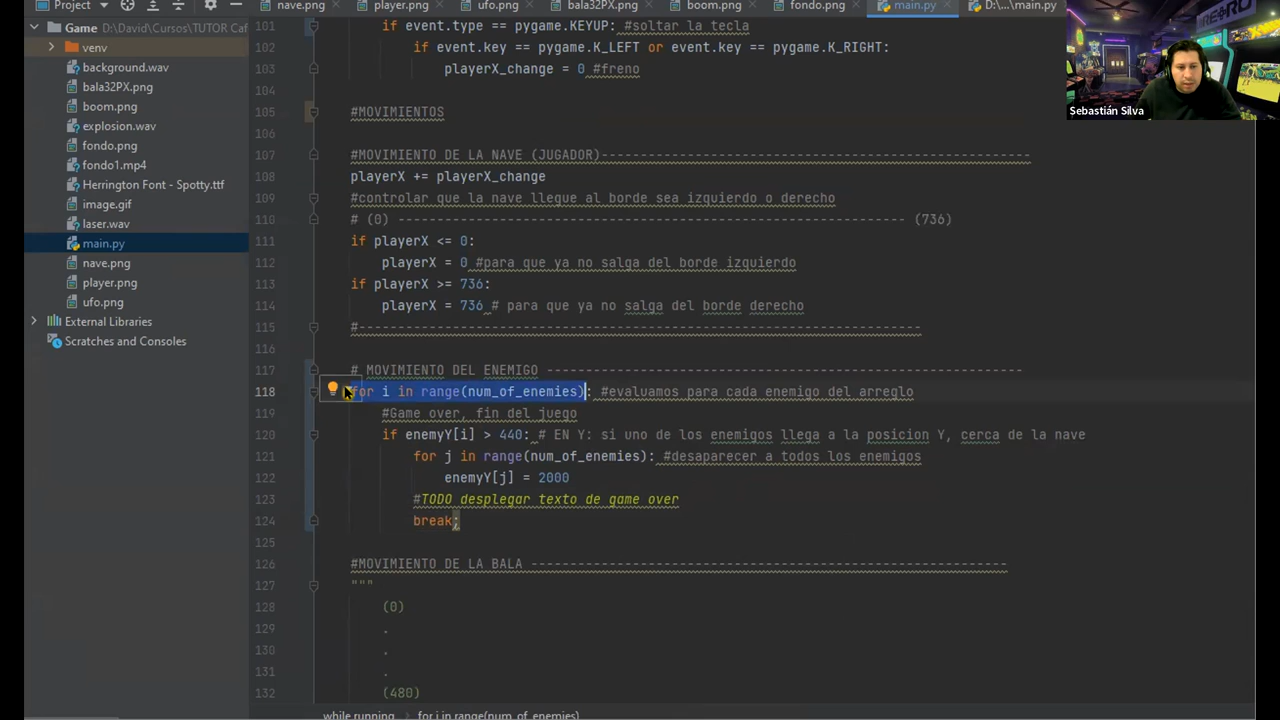 Project
nave.png
player.png
ufo.png
bala32PX.png
boom.png
fondo.png
main.py
D:\...\main.py
Game D:\David\Cursos\TUTOR Caf
venv
background.wav
bala32PX.png
boom.png
explosion.wav
fondo.png
fondo1.mp4
Herrington Font - Spotty.ttf
image.gif
laser.wav
main.py
nave.png
player.png
ufo.png
External Libraries
Scratches and Consoles
101 if event.type == pygame.KEYUP: #soltar la tecla
102 if event.key == pygame.K_LEFT or event.key == pygame.K_RIGHT:
103 playerX_change = 0 #freno
104
105 #MOVIMIENTOS
106
107 #MOVIMIENTO DE LA NAVE (JUGADOR)-------------------------------------------------------
108 playerX += playerX_change
109 #controlar que la nave llegue al borde sea izquierdo o derecho
110 # (0) ----------------------------------------------------------------- (736)
111 if playerX <= 0:
112 playerX = 0 #para que ya no salga del borde izquierdo
113 if playerX >= 736:
114 playerX = 736 # para que ya no salga del borde derecho
115 #------------------------------------------------------------------------
116
117 # MOVIMIENTO DEL ENEMIGO -------------------------------------------------------------
118 for i in range(num_of_enemies): #evaluamos para cada enemigo del arreglo
119 #Game over, fin del juego
120 if enemyY[i] > 440: # EN Y: si uno de los enemigos llega a la posicion Y, cerca de la nave
121 for j in range(num_of_enemies): #desaparecer a todos los enemigos
122 enemyY[j] = 2000
123 #TODO desplegar texto de game over
124 break;
125
126 #MOVIMIENTO DE LA BALA -------------------------------------------------------------
127 """
128 (0)
129 .
130 .
131 .
132 (480)
while running
for i in range(num_of_enemies)
Sebastián Silva
RETRO